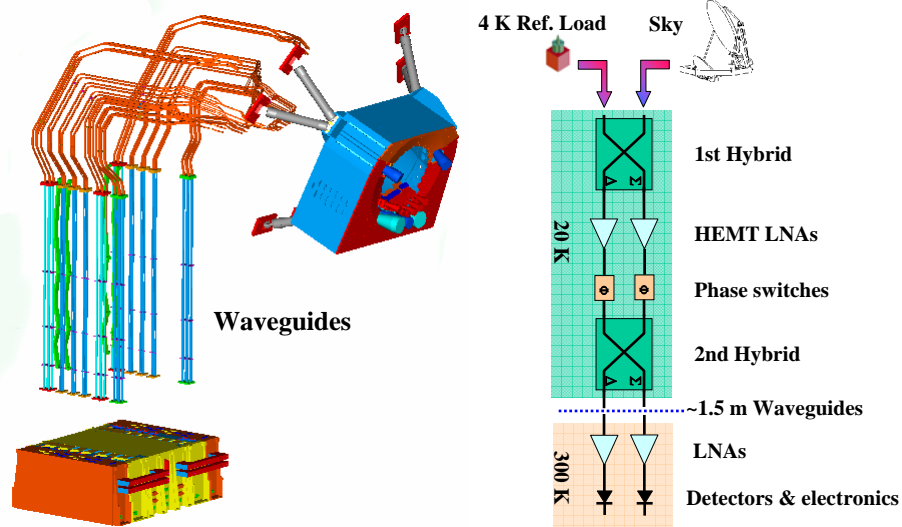 4 K Ref. Load
Sky
1st Hybrid
20 K
HEMT LNAs
Phase switches
Waveguides
2nd Hybrid
~1.5 m Waveguides
300 K
LNAs
Detectors & electronics